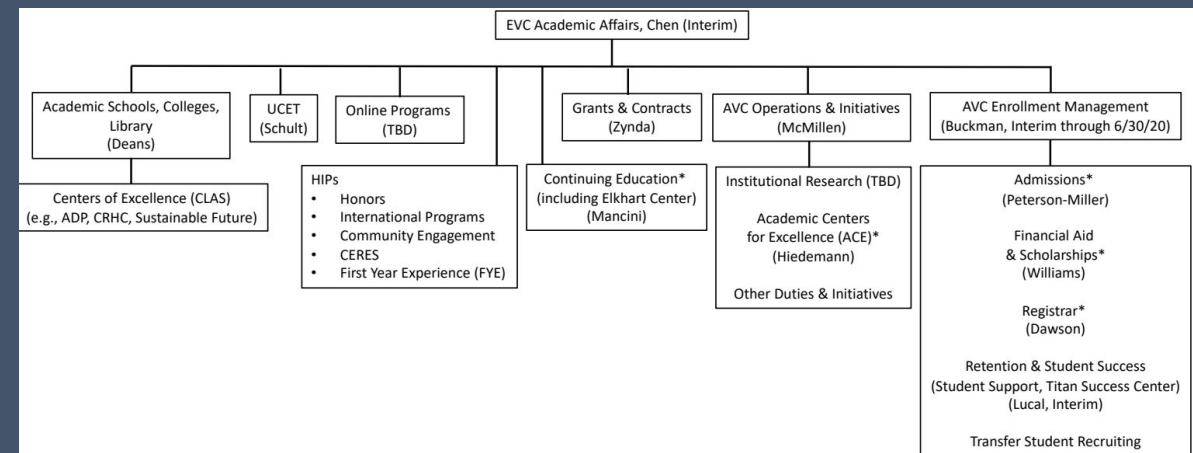 EVC Academic Affairs, Chen (Interim)
Academic Schools, Colleges,
Library
(Deans)
UCET
(Schult)
Online Programs
(TBD)
Grants & Contracts
(Zynda)
AVC Operations & Initiatives
(McMillen)
AVC Enrollment Management
(Buckman, Interim through 6/30/20)
Centers of Excellence (CLAS)
(e.g., ADP, CRHC, Sustainable Future)
HIPs
• Honors
• International Programs
• Community Engagement
• CERES
• First Year Experience (FYE)
Continuing Education*
(including Elkhart Center)
(Mancini)
Institutional Research (TBD)
Academic Centers
for Excellence (ACE)*
(Hiedemann)
Other Duties & Initiatives
Admissions*
(Peterson-Miller)
Financial Aid
& Scholarships*
(Williams)
Registrar*
(Dawson)
Retention & Student Success
(Student Support, Titan Success Center)
(Lucal, Interim)
Transfer Student Recruiting